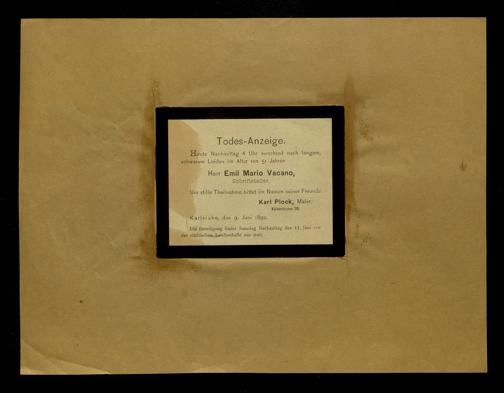 Todes-Anzeige.
Heute Nachmittag 4 Uhr verschied nach langem,
schwerem Leiden im Alter von 51 Jahren
Herr Emil Mario Vacano,
Schriftsteller.
Um stille Theilnahme bittet im Namen seiner Freunde
Karl Plock, Maler.
Karlsruhe, den 9. Juni 1892.
Die Beerdigung findet Samstag Nachmittag den 11. Juni von
der städtischen Leichenhalle aus statt.